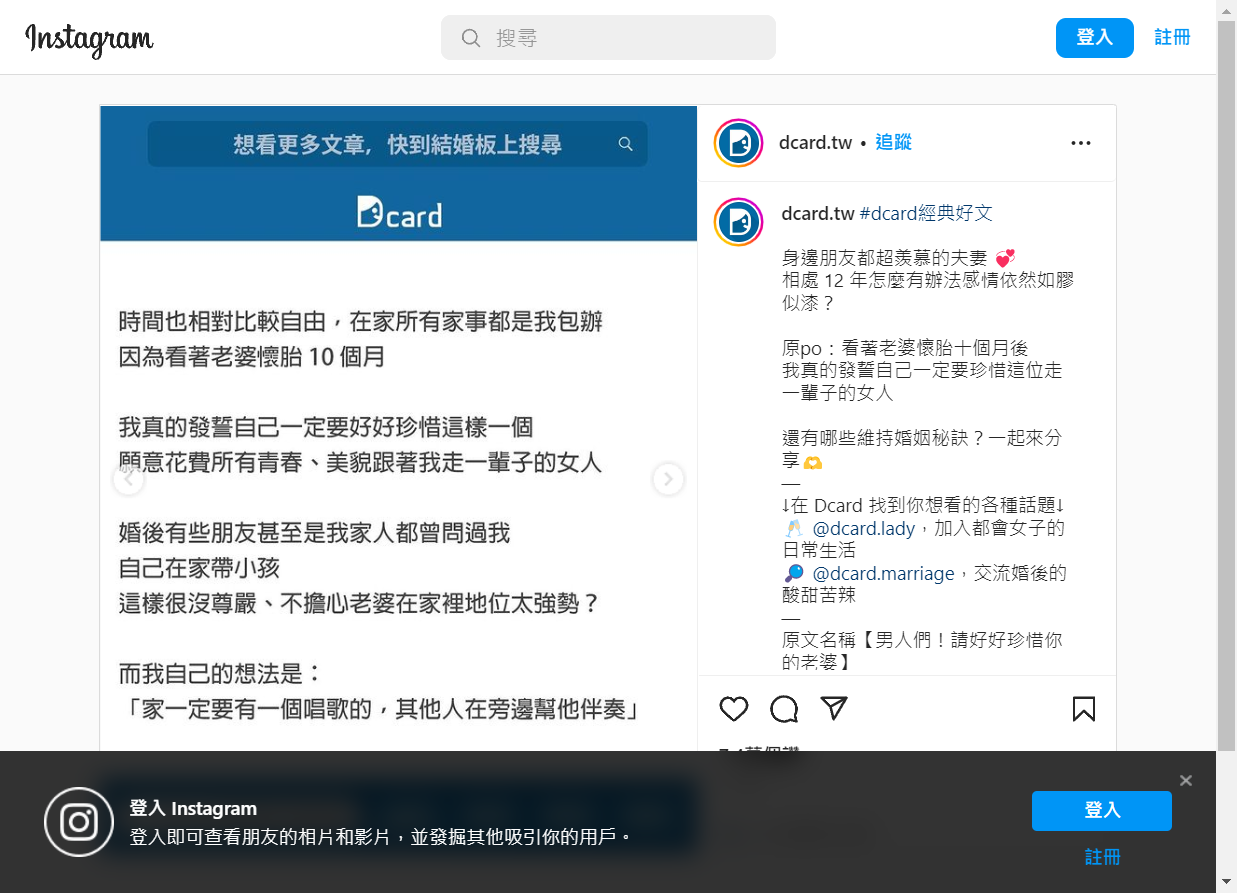 Instagram
搜尋
登入
註冊
想看更多文章，快到結婚板上搜尋
Dcard
時間也相對比較自由，在家所有家事都是我包辦
因為看著老婆懷胎 10 個月
我真的發誓自己一定要好好珍惜這樣一個
願意花費所有青春、美貌跟著我走一輩子的女人
婚後有些朋友甚至是我家人都曾問過我
自己在家帶小孩
這樣很沒尊嚴、不擔心老婆在家裡地位太強勢？
而我自己的想法是：
「家一定要有一個唱歌的，其他人在旁邊幫他伴奏」
dcard.tw • 追蹤
dcard.tw #dcard經典好文
身邊朋友都超羨慕的夫妻 💞
相處 12 年怎麼有辦法感情依然如膠
似漆？
原po：看著老婆懷胎十個月後
我真的發誓自己一定要珍惜這位走
一輩子的女人
還有哪些維持婚姻秘訣？一起來分
享🫶
—
↓在 Dcard 找到你想看的各種話題↓
🥂 @dcard.lady，加入都會女子的
日常生活
@dcard.marriage，交流婚後的
酸甜苦辣
—
原文名稱【男人們！請好好珍惜你
的老婆】
登入 Instagram
登入即可查看朋友的相片和影片，並發掘其他吸引你的用戶。
登入
註冊